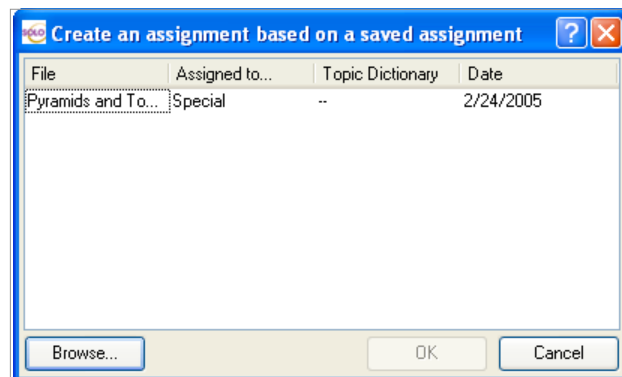 SOLO Create an assignment based on a saved assignment ?
File Assigned to... Topic Dictionary Date
Pyramids and To... Special -- 2/24/2005
Browse... OK Cancel